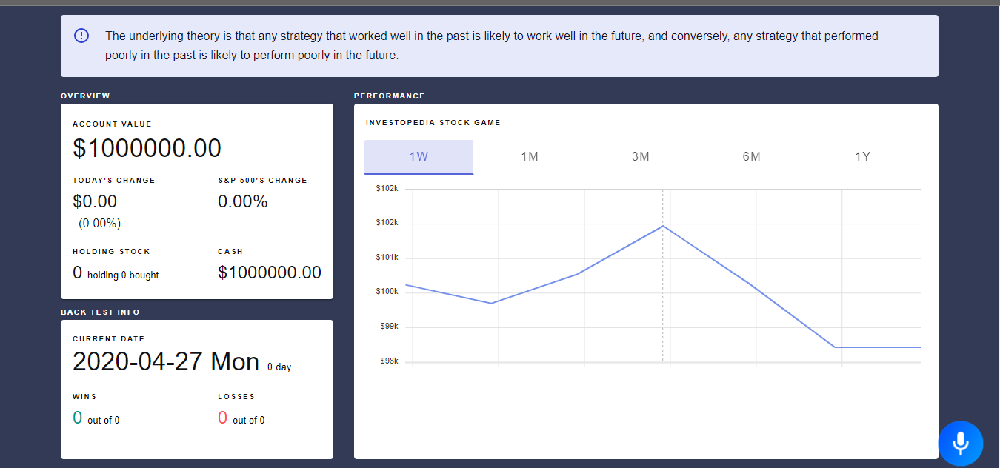 The underlying theory is that any strategy that worked well in the past is likely to work well in the future, and conversely, any strategy that performed
poorly in the past is likely to perform poorly in the future.
OVERVIEW
ACCOUNT VALUE
$1000000.00
TODAY'S CHANGE
S&P 500'S CHANGE
$0.00
0.00%
(0.00%)
HOLDING STOCK
CASH
0 holding 0 bought
$1000000.00
BACK TEST INFO
CURRENT DATE
2020-04-27 Mon 0 day
WINS
LOSSES
0 out of 0
0 out of 0
PERFORMANCE
INVESTOPEDIA STOCK GAME
1W
1M
3M
6M
1Y
$102k
$102k
$101k
$100k
$99k
$98k